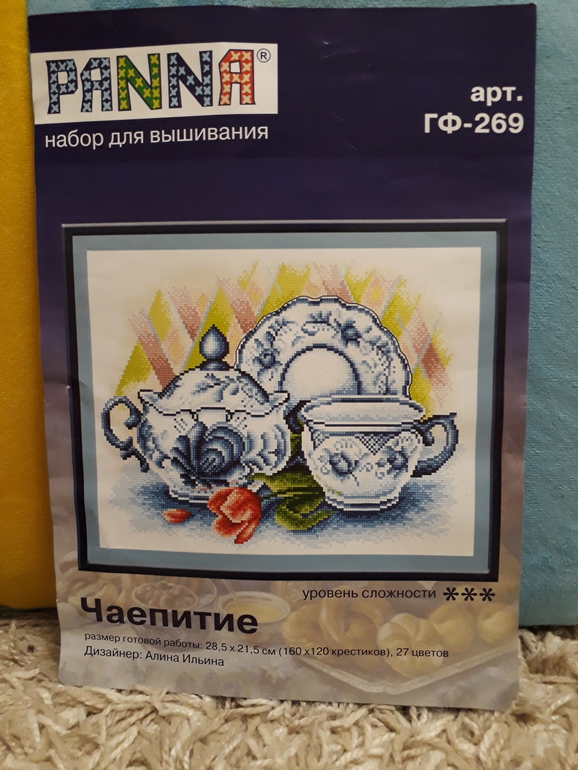 PANNA®
набор для вышивания
арт.
ГФ-269
уровень сложности ***
Чаепитие
размер готовой работы: 28,5 x 21,5 см (160 x120 крестиков), 27 цветов
Дизайнер: Алина Ильина